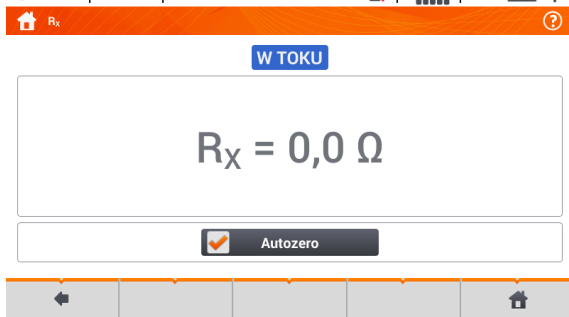 Rx
?
W TOKU
Rx = 0,0 Ω
Autozero